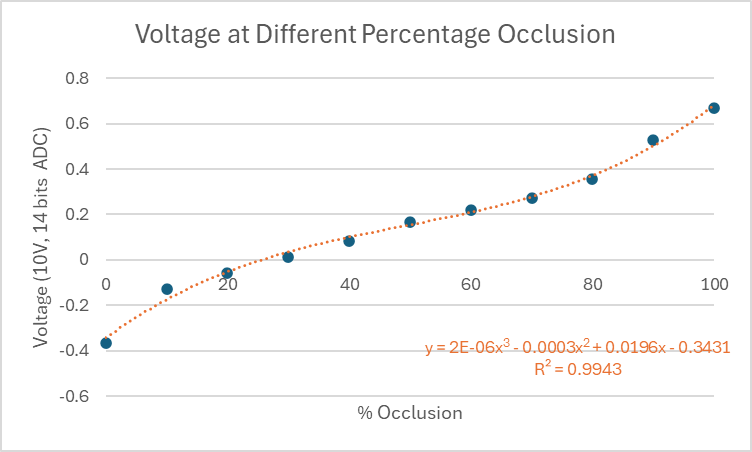 Voltage at Different Percentage Occlusion
Voltage (10V, 14 bits ADC)
0.8
0.6
0.4
0.2
0
-0.2
-0.4
-0.6
0 20 40 60 80 100
y = 2E-06x³ - 0.0003x² + 0.0196x - 0.3431
R² = 0.9943
% Occlusion